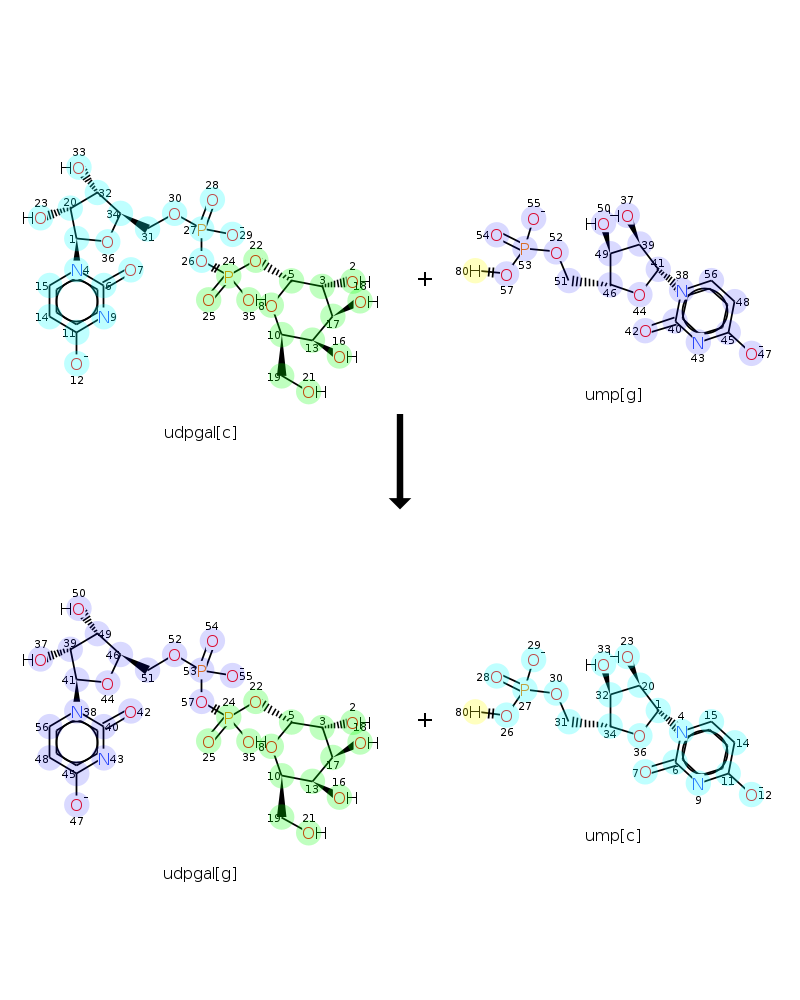 33
HO
32
23
HO
20
34
30
O
28
O
1
O
36
31
27
P
O⁻
29
26
O
22
O
N4
15
6
O7
24
P
5
3
2
OH
18
OH
14
N9
11
25
O
35
OH
8
O
17
10
13
16
OH
O⁻
12
19
21
OH
udpgal[c]
+
55
O⁻
50
HO
37
HO
54
O
53
P
52
O
49
39
41
80
H
O
57
51
46
O
44
38
N
56
48
42
O
40
N
43
45
O⁻
47
ump[g]
50
HO
49
37
HO
39
46
52
O
54
O
41
O
44
51
53
P
O⁻
55
57
O
22
O
N38
56
40
O42
24
P
5
3
2
OH
18
OH
48
N43
45
25
O
35
OH
8
O
17
10
13
16
OH
O⁻
47
19
21
OH
udpgal[g]
+
29
O⁻
33
HO
23
HO
28
O
27
P
30
O
32
20
1
80
H
O
26
31
34
O
36
4
N
15
14
7
O
6
N
9
11
O⁻
12
ump[c]